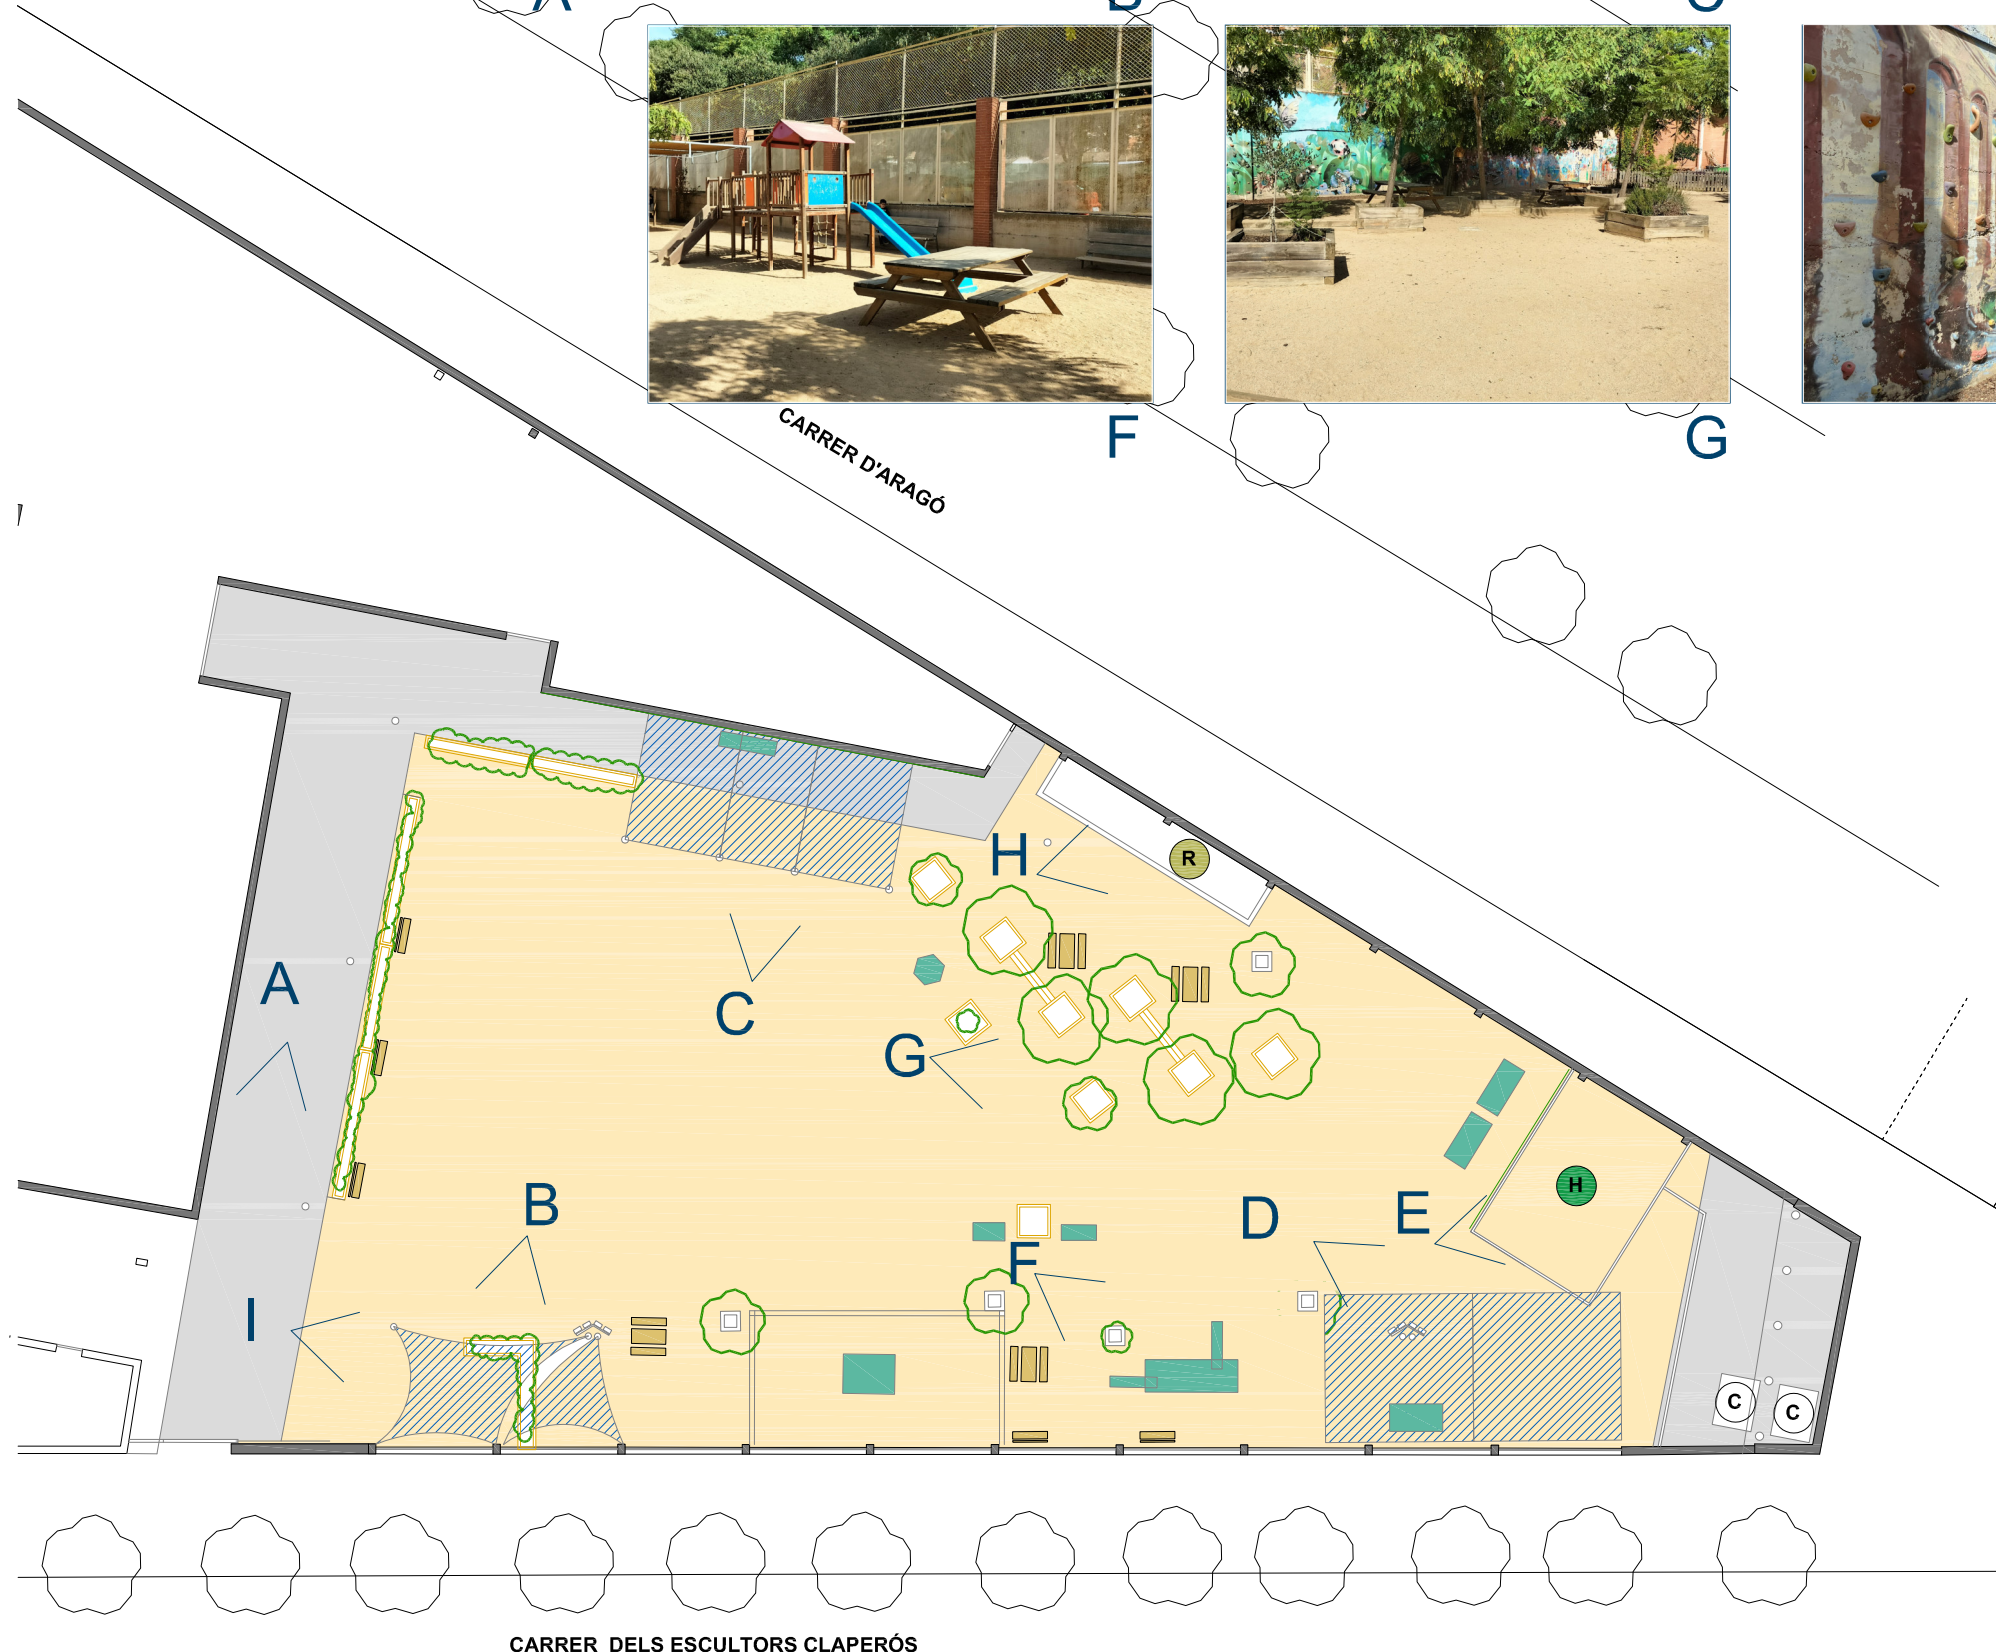 A
B
C
F
G
CARRER D'ARAGÓ
H
R
A
C
G
H
B
D
E
F
I
C
C
CARRER DELS ESCULTORS CLAPERÓS